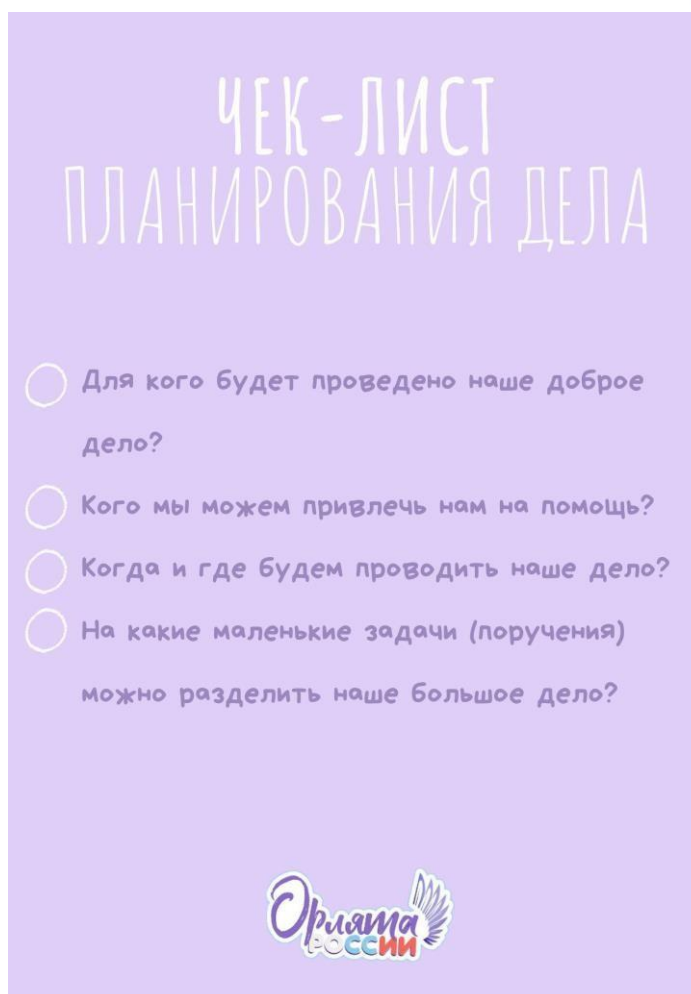 ЧЕК-ЛИСТ
ПЛАНИРОВАНИЯ ДЕЛА
Для кого будет проведено наше доброе
дело?
Кого мы можем привлечь нам на помощь?
Когда и где будем проводить наше дело?
На какие маленькие задачи (поручения)
можно разделить наше большое дело?
Орлята
РОССИИ